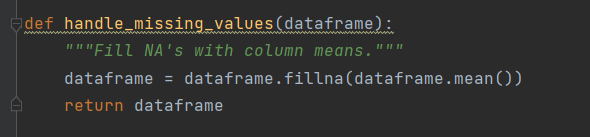 def handle_missing_values(dataframe):
    """Fill NA's with column means."""
    dataframe = dataframe.fillna(dataframe.mean())
    return dataframe